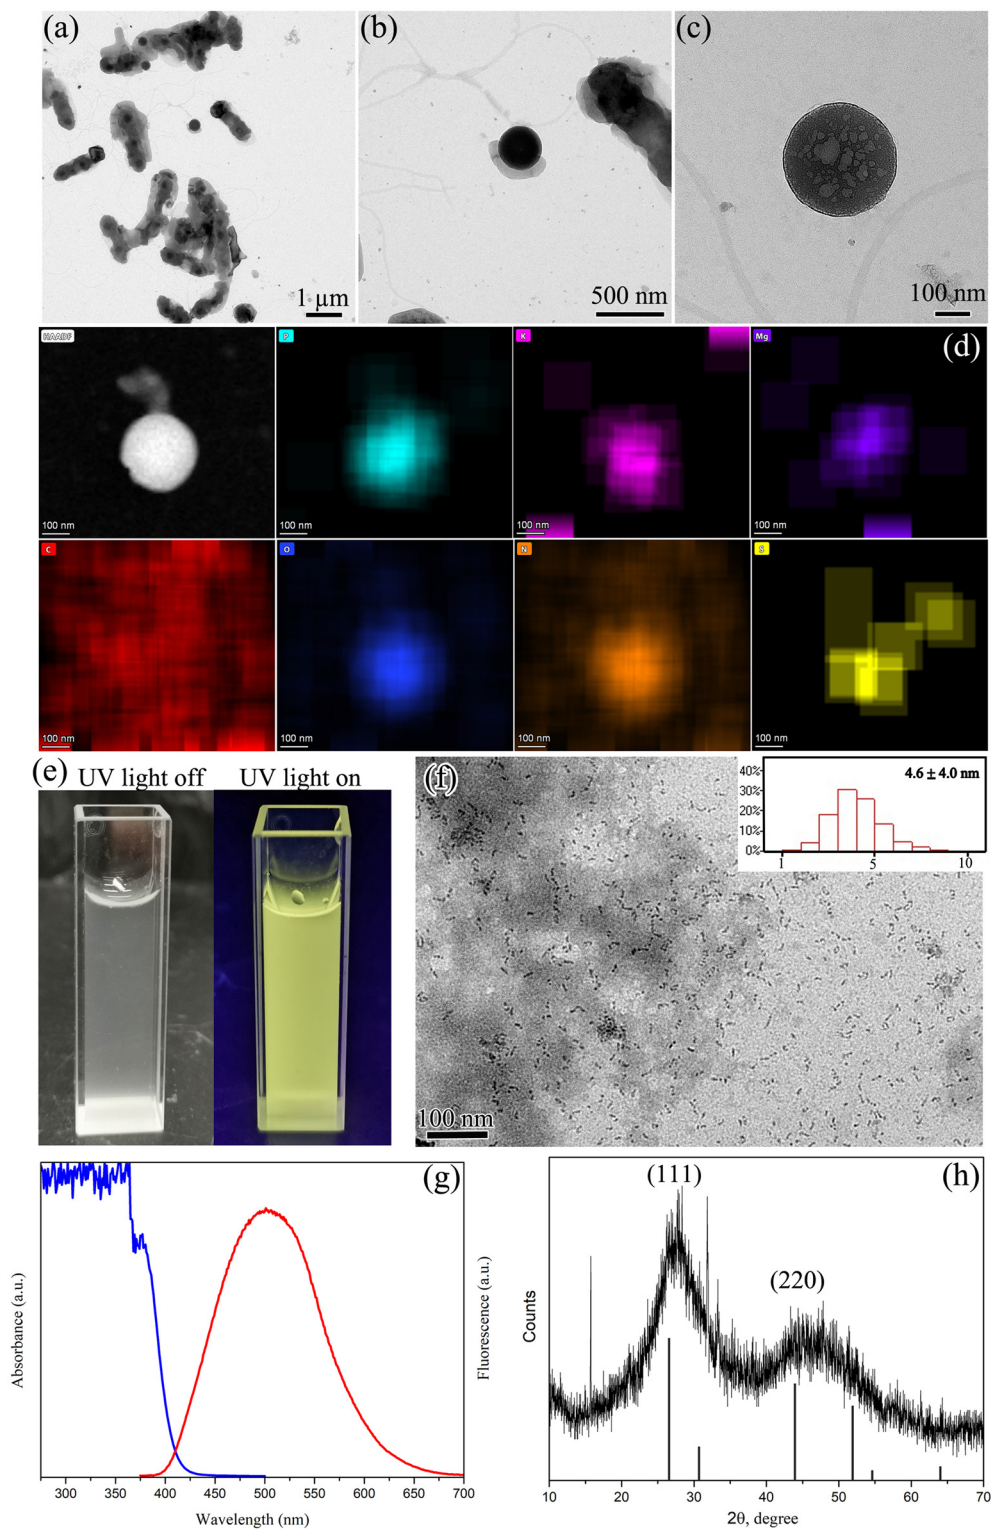 (a)
1 µm
(b)
500 nm
(c)
100 nm
HAADF
100 nm
P
100 nm
K
100 nm
Mg
(d)
100 nm
C
100 nm
O
100 nm
N
100 nm
S
100 nm
(e)
UV light off
UV light on
(f)
100 nm
40%
30%
20%
10%
0%
4.6 ± 4.0 nm
1
5
10
(g)
Absorbance (a.u.)
Fluorescence (a.u.)
300 350 400 450 500 550 600 650 700
Wavelength (nm)
(h)
(111)
(220)
Counts
10 20 30 40 50 60 70
2θ, degree